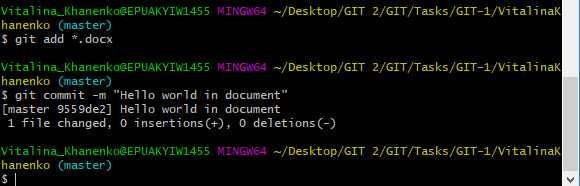 Vitalina_Khanenko@EPUAKYIW1455 MINGW64 ~/Desktop/GIT 2/GIT/Tasks/GIT-1/VitalinaK
hanenko (master)
$ git add *.docx
Vitalina_Khanenko@EPUAKYIW1455 MINGW64 ~/Desktop/GIT 2/GIT/Tasks/GIT-1/VitalinaK
hanenko (master)
$ git commit -m "Hello world in document"
[master 9559de2] Hello world in document
 1 file changed, 0 insertions(+), 0 deletions(-)
Vitalina_Khanenko@EPUAKYIW1455 MINGW64 ~/Desktop/GIT 2/GIT/Tasks/GIT-1/VitalinaK
hanenko (master)
$